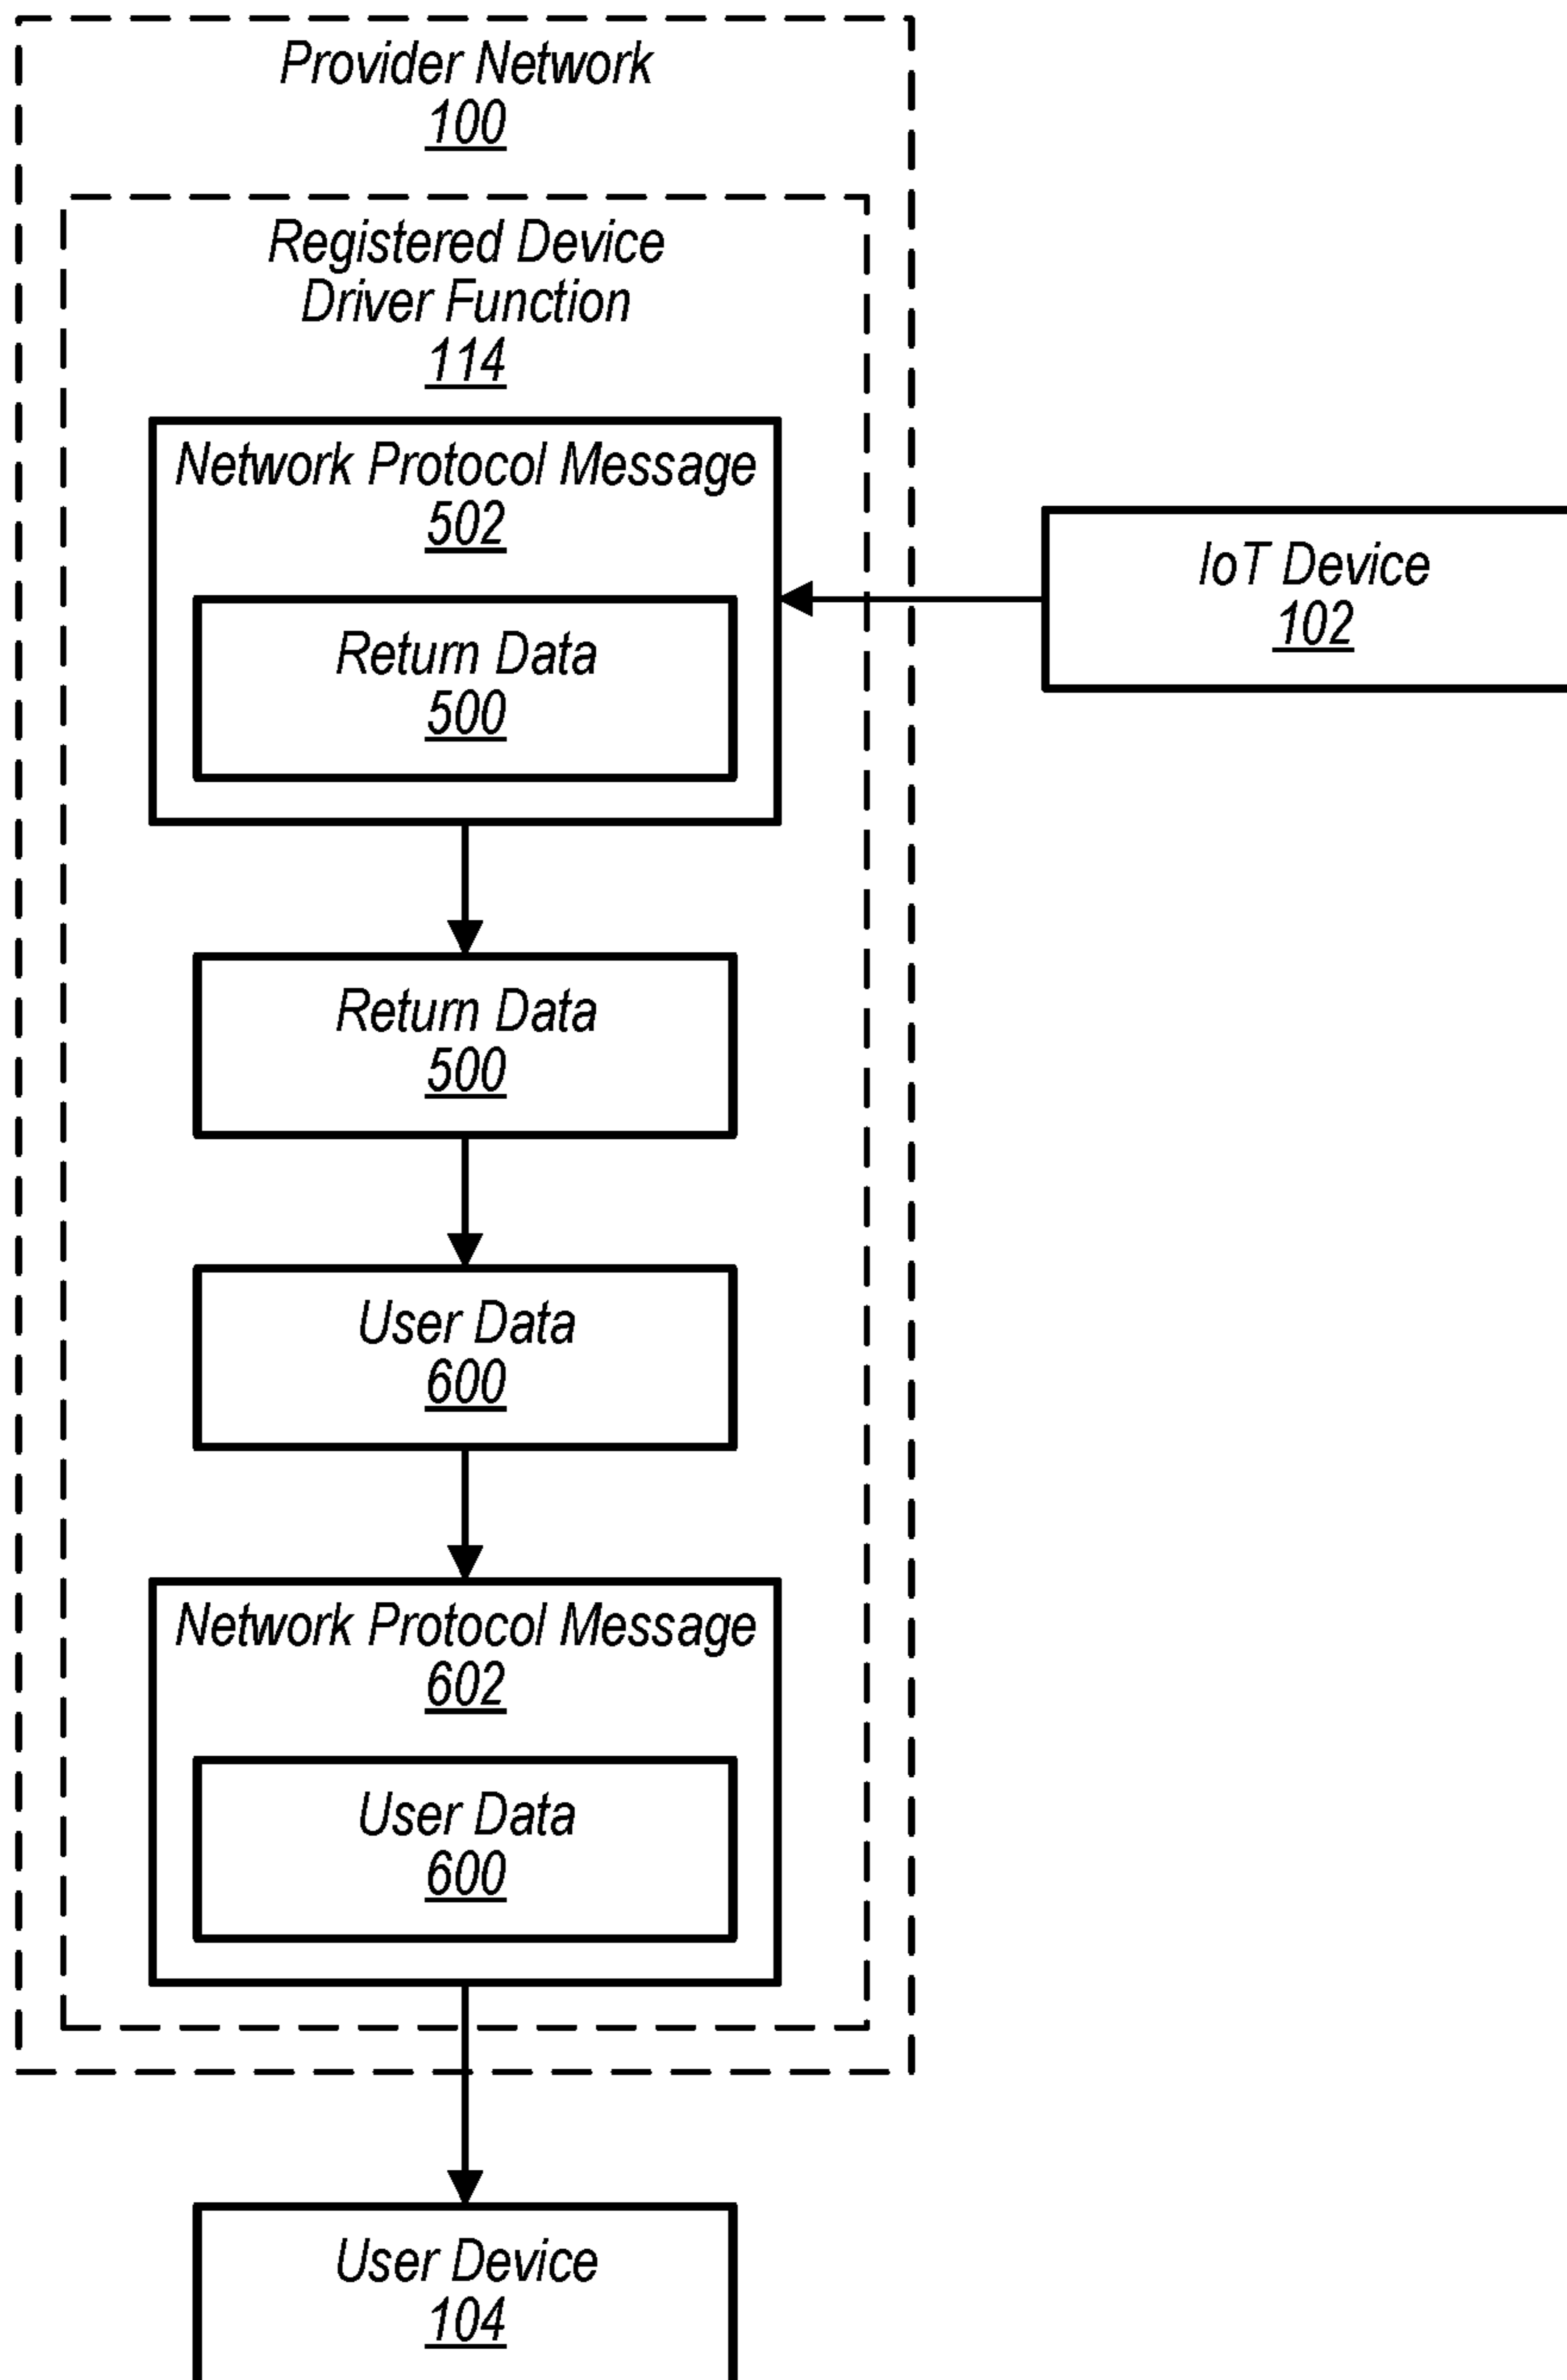 Provider Network
100
Registered Device
Driver Function
114
Network Protocol Message
502
Return Data
500
IoT Device
102
Return Data
500
User Data
600
Network Protocol Message
602
User Data
600
User Device
104